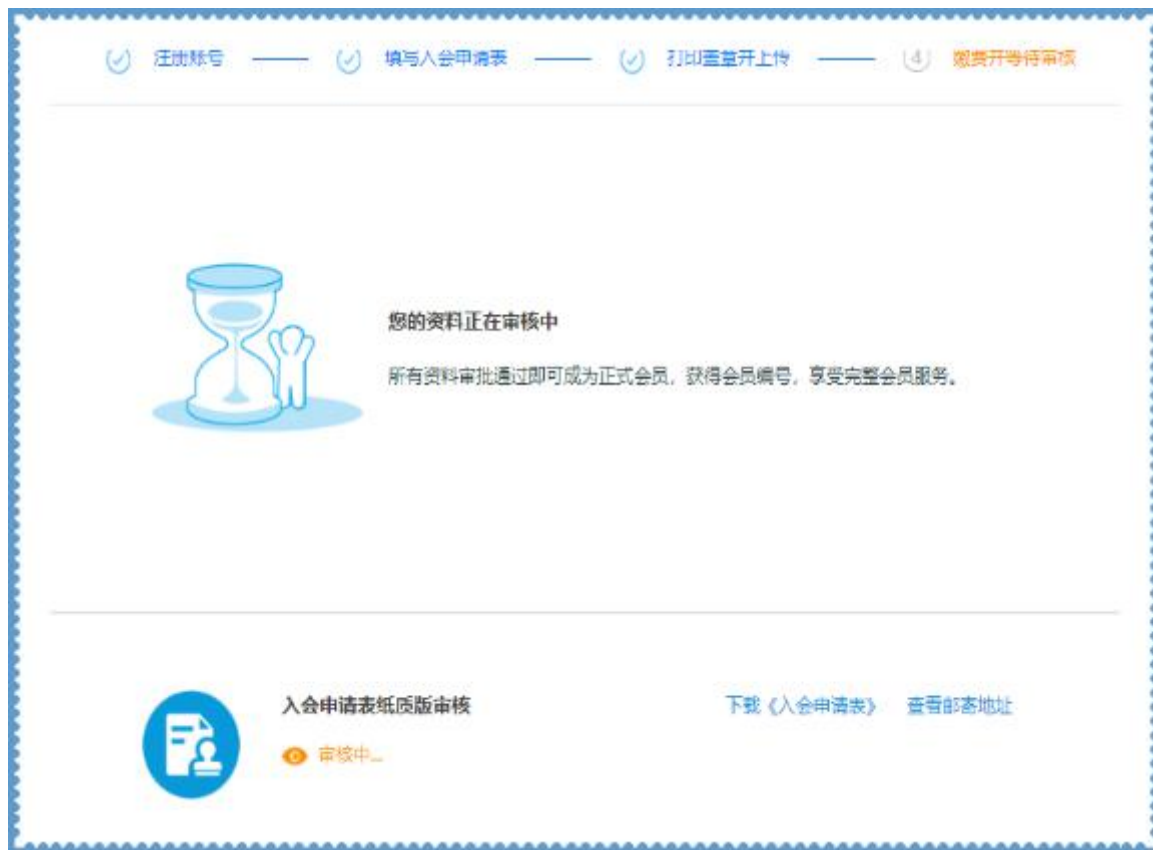 注册账号
填写入会申请表
打印盖章并上传
4 缴费并等待审核
您的资料正在审核中
所有资料审批通过即可成为正式会员，获得会员编号，享受完整会员服务。
入会申请表纸质版审核
下载《入会申请表》 查看邮寄地址
审核中...